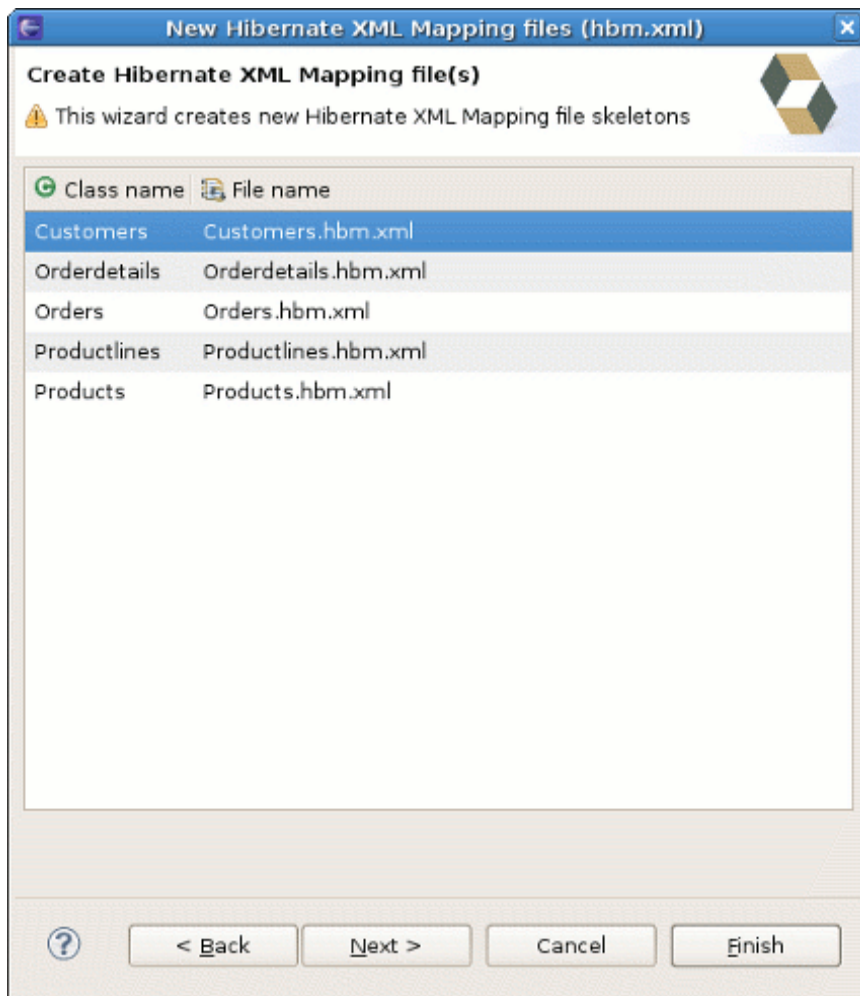 New Hibernate XML Mapping files (hbm.xml)
Create Hibernate XML Mapping file(s)
This wizard creates new Hibernate XML Mapping file skeletons
Class name File name
Customers Customers.hbm.xml
Orderdetails Orderdetails.hbm.xml
Orders Orders.hbm.xml
Productlines Productlines.hbm.xml
Products Products.hbm.xml
? < Back Next > Cancel Finish